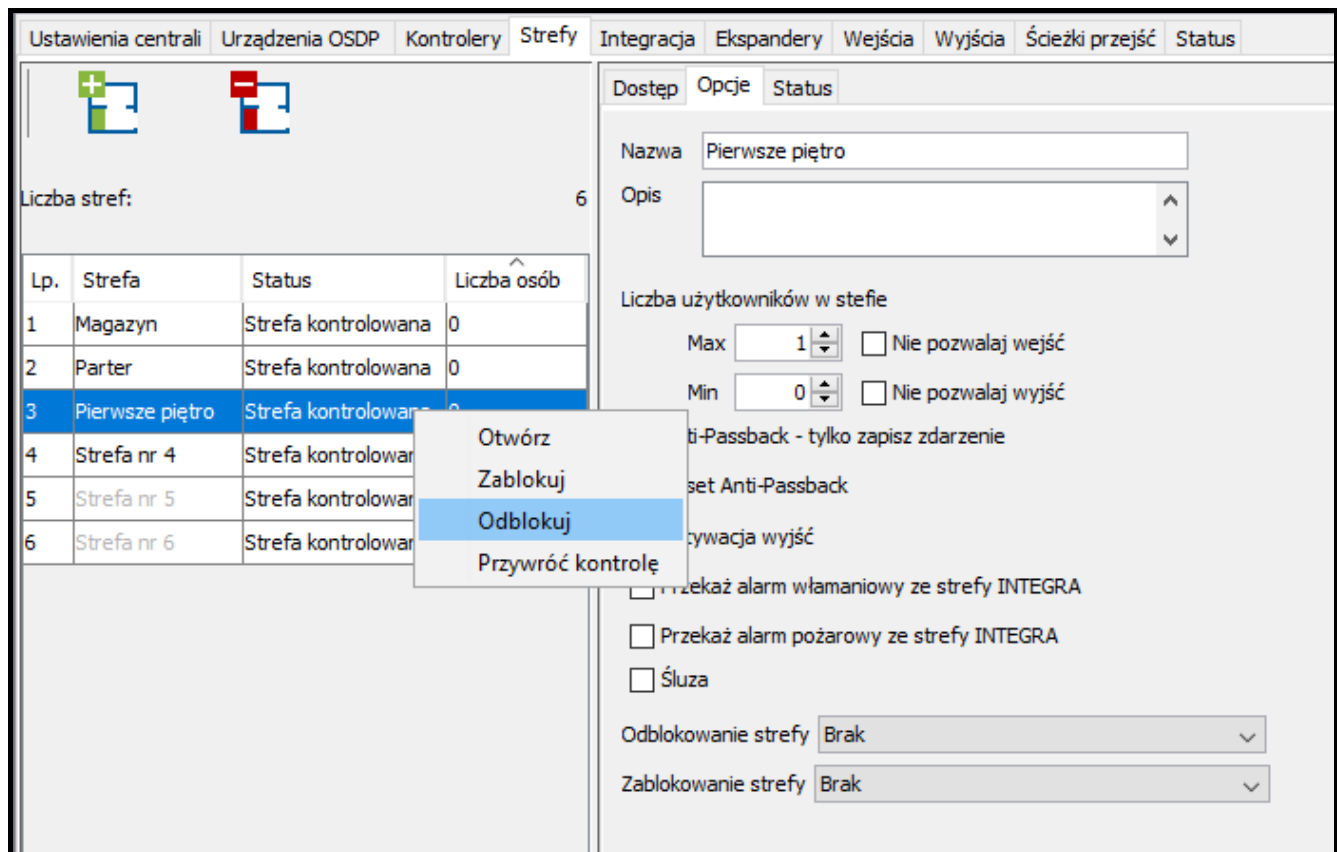 Ustawienia centrali Urządzenia OSDP Kontrolery Strefy Integracja Ekspandery Wejścia Wyjścia Ścieżki przejść Status
Liczba stref: 6
Lp. Strefa Status Liczba osób
1 Magazyn Strefa kontrolowana 0
2 Parter Strefa kontrolowana 0
3 Pierwsze piętro Strefa kontrolowana 0
4 Strefa nr 4 Strefa kontrolowan
5 Strefa nr 5 Strefa kontrolowan
6 Strefa nr 6 Strefa kontrolowan
Otwórz
Zablokuj
Odblokuj
Przywróć kontrolę
Dostęp Opcje Status
Nazwa Pierwsze piętro
Opis
Liczba użytkowników w stefie
Max 1 Nie pozwalaj wejść
Min 0 Nie pozwalaj wyjść
ti-Passback - tylko zapisz zdarzenie
set Anti-Passback
tywacja wyjść
Przekaż alarm włamaniowy ze strefy INTEGRA
Przekaż alarm pożarowy ze strefy INTEGRA
Śluza
Odblokowanie strefy Brak
Zablokowanie strefy Brak